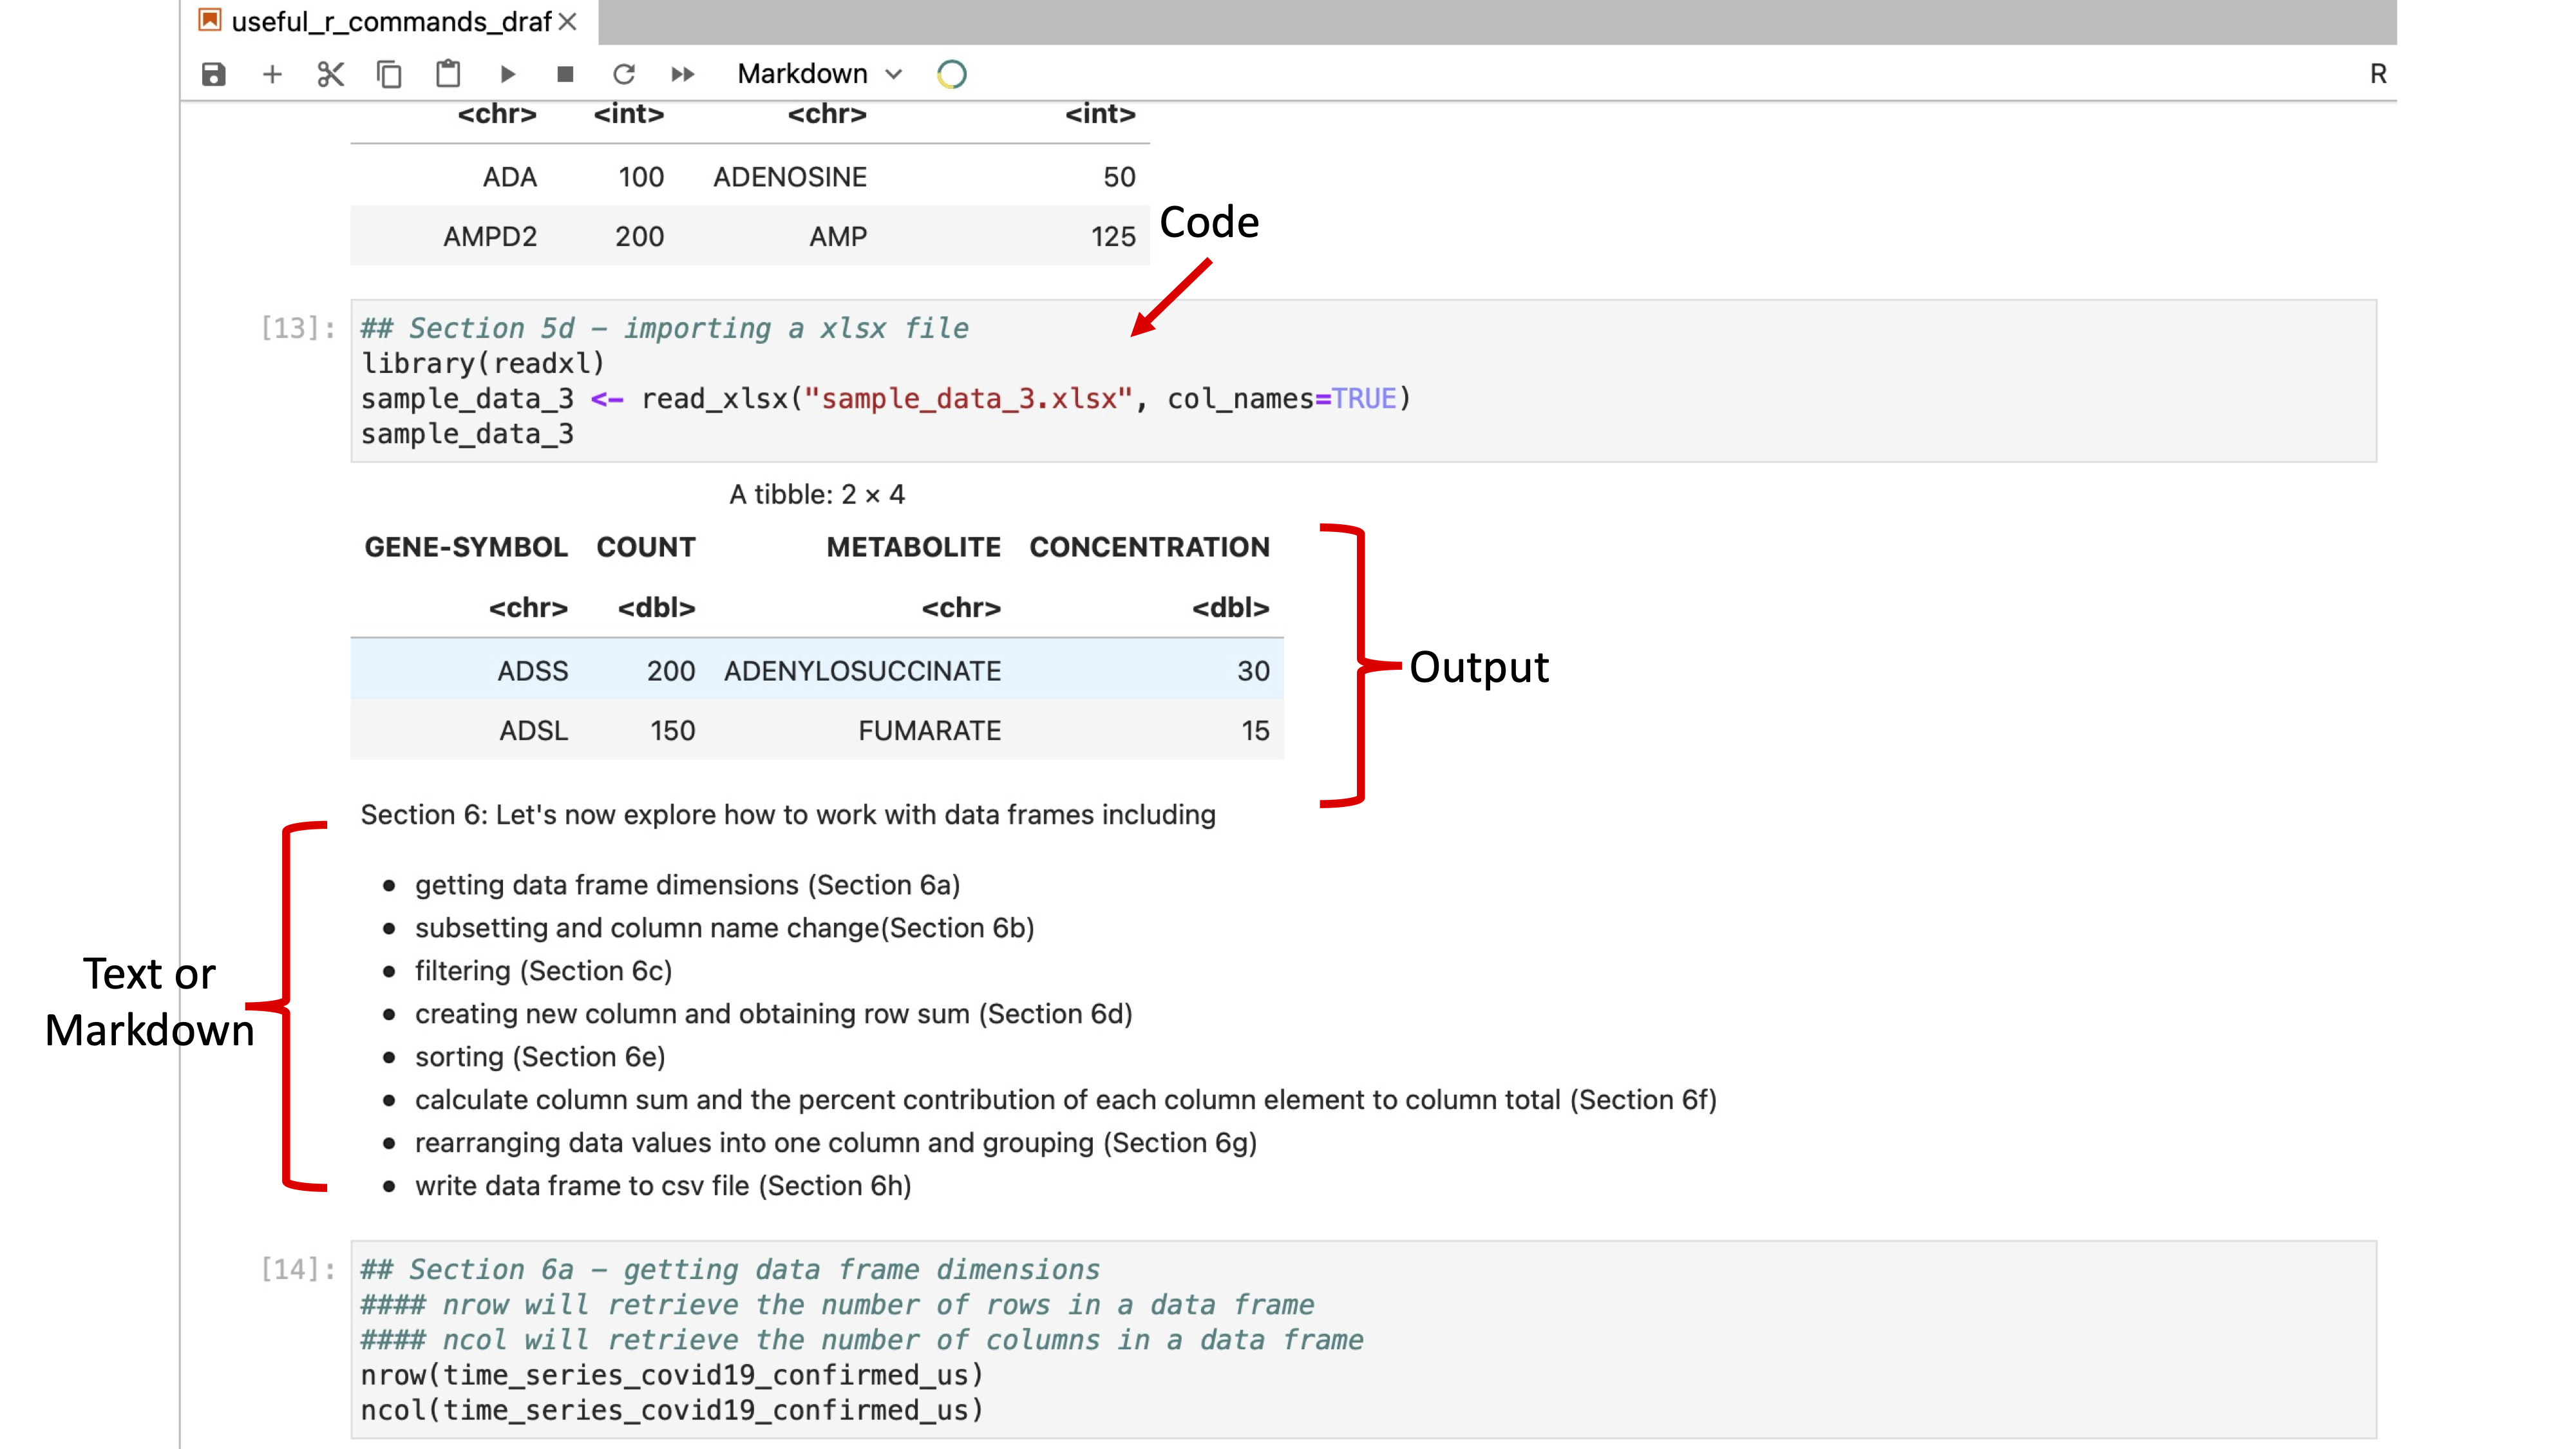 useful_r_commands_draf
Markdown
R
<chr> <int> <chr> <int>
ADA 100 ADENOSINE 50
AMPD2 200 AMP 125
Code
[13]:
## Section 5d – importing a xlsx file
library(readxl)
sample_data_3 <- read_xlsx("sample_data_3.xlsx", col_names=TRUE)
sample_data_3
A tibble: 2 × 4
GENE-SYMBOL COUNT METABOLITE CONCENTRATION
<chr> <dbl> <chr> <dbl>
ADSS 200 ADENYLOSUCCINATE 30
ADSL 150 FUMARATE 15
Output
Section 6: Let's now explore how to work with data frames including
• getting data frame dimensions (Section 6a)
• subsetting and column name change(Section 6b)
• filtering (Section 6c)
• creating new column and obtaining row sum (Section 6d)
• sorting (Section 6e)
• calculate column sum and the percent contribution of each column element to column total (Section 6f)
• rearranging data values into one column and grouping (Section 6g)
• write data frame to csv file (Section 6h)
Text or
Markdown
[14]:
## Section 6a – getting data frame dimensions
#### nrow will retrieve the number of rows in a data frame
#### ncol will retrieve the number of columns in a data frame
nrow(time_series_covid19_confirmed_us)
ncol(time_series_covid19_confirmed_us)